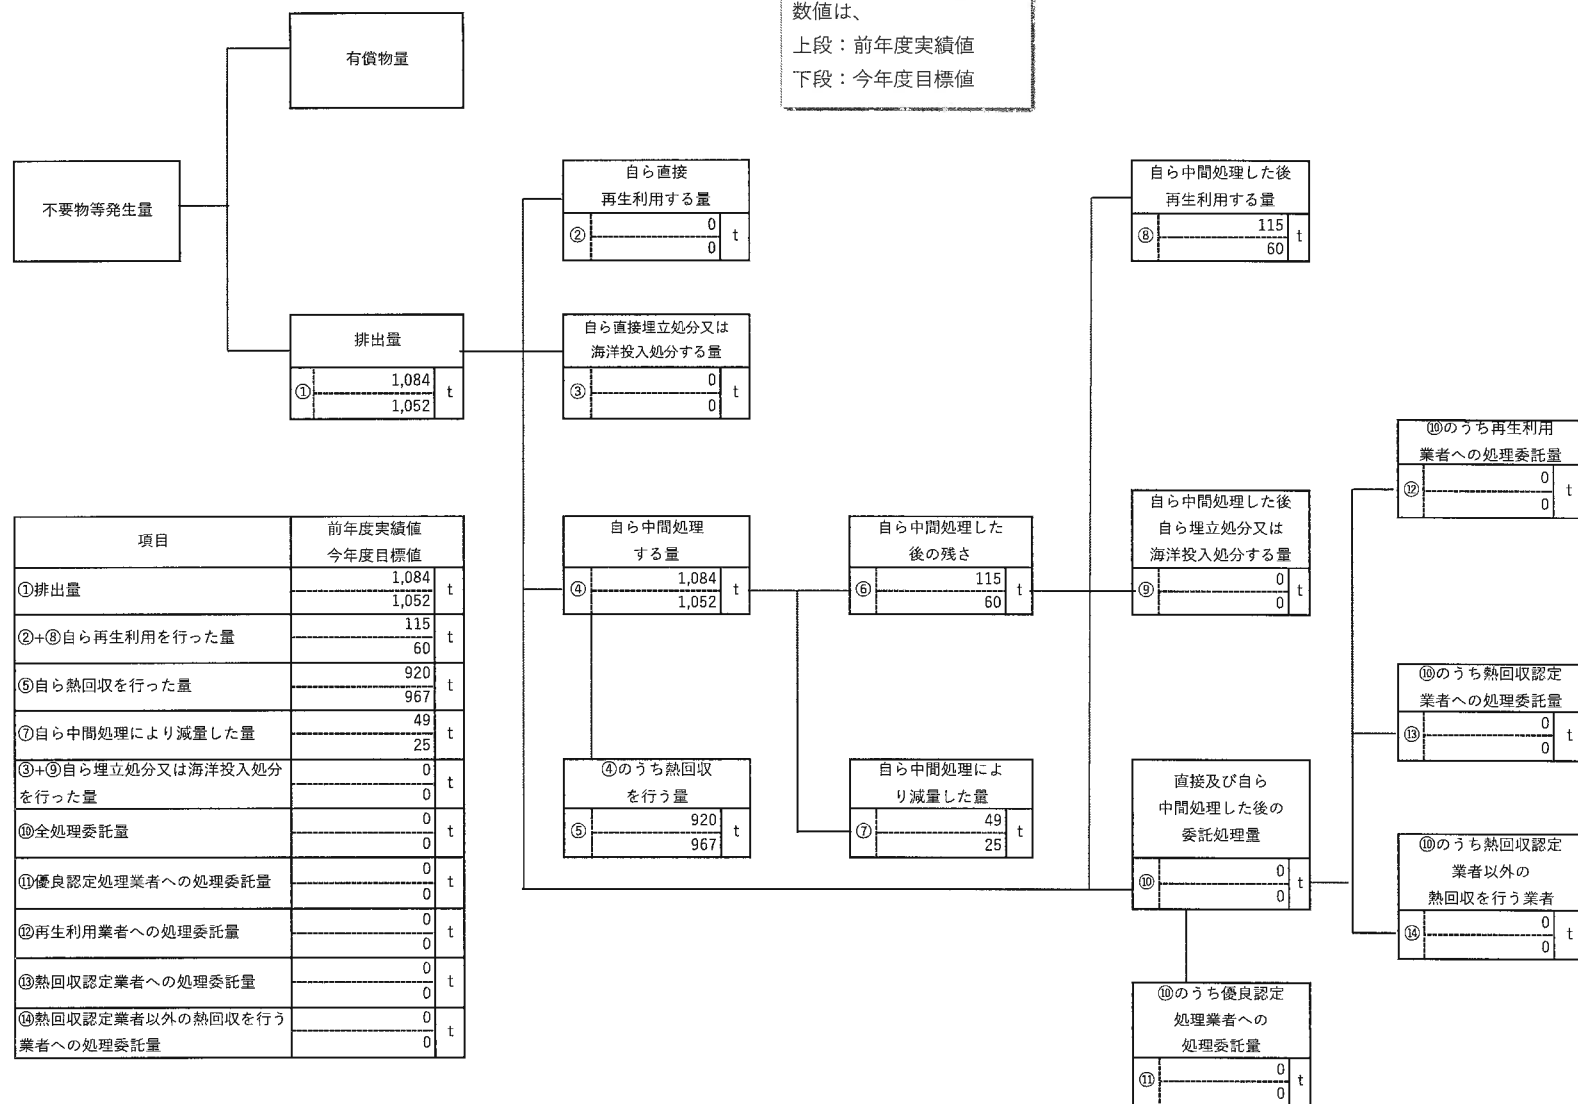 数値は、
上段：前年度実績値
下段：今年度目標値
有償物量
不要物等発生量
排出量
①
1,084
1,052
t
自ら直接
再生利用する量
②
0
0
t
自ら直接埋立処分又は
海洋投入処分する量
③
0
0
t
自ら中間処理
する量
④
1,084
1,052
t
④のうち熱回収
を行う量
⑤
920
967
t
自ら中間処理した
後の残さ
⑥
115
60
t
自ら中間処理によ
り減量した量
⑦
49
25
t
自ら中間処理した後
再生利用する量
⑧
115
60
t
自ら中間処理した後
自ら埋立処分又は
海洋投入処分する量
⑨
0
0
t
直接及び自ら
中間処理した後の
委託処理量
⑩
0
0
t
⑩のうち優良認定
処理業者への
処理委託量
⑪
0
0
t
⑩のうち再生利用
業者への処理委託量
⑫
0
0
t
⑩のうち熱回収認定
業者への処理委託量
⑬
0
0
t
⑩のうち熱回収認定
業者以外の
熱回収を行う業者
⑭
0
0
t
項目
前年度実績値
今年度目標値
①排出量
1,084
1,052
t
②+⑧自ら再生利用を行った量
115
60
t
⑤自ら熱回収を行った量
920
967
t
⑦自ら中間処理により減量した量
49
25
t
③+⑨自ら埋立処分又は海洋投入処分
を行った量
0
0
t
⑩全処理委託量
0
0
t
⑪優良認定処理業者への処理委託量
0
0
t
⑫再生利用業者への処理委託量
0
0
t
⑬熱回収認定業者への処理委託量
0
0
t
⑭熱回収認定業者以外の熱回収を行う
業者への処理委託量
0
0
t